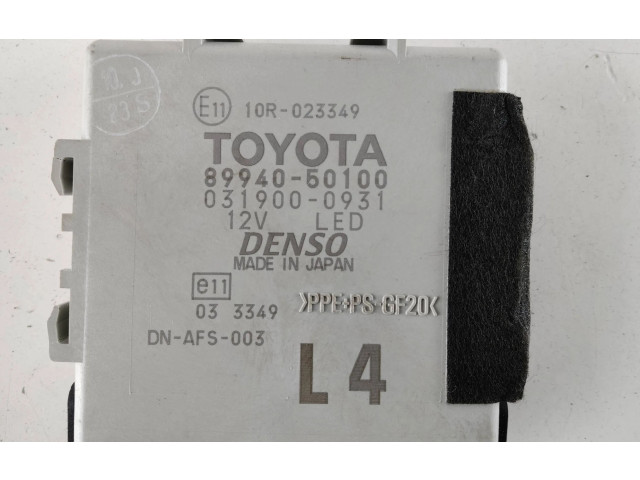 E11 10R-023349
TOYOTA
89940-50100
031900-0931
12V LED
DENSO
MADE IN JAPAN
e11
03 3349
>PPE+PS-GF20<
DN-AFS-003
L4